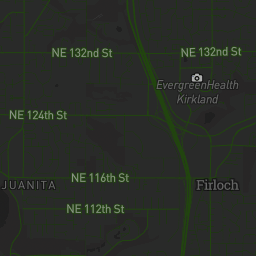 NE 132nd St
NE 132nd St
EvergreenHealth
Kirkland
NE 124th St
NE 116th St
JUANITA
Firloch
NE 112th St